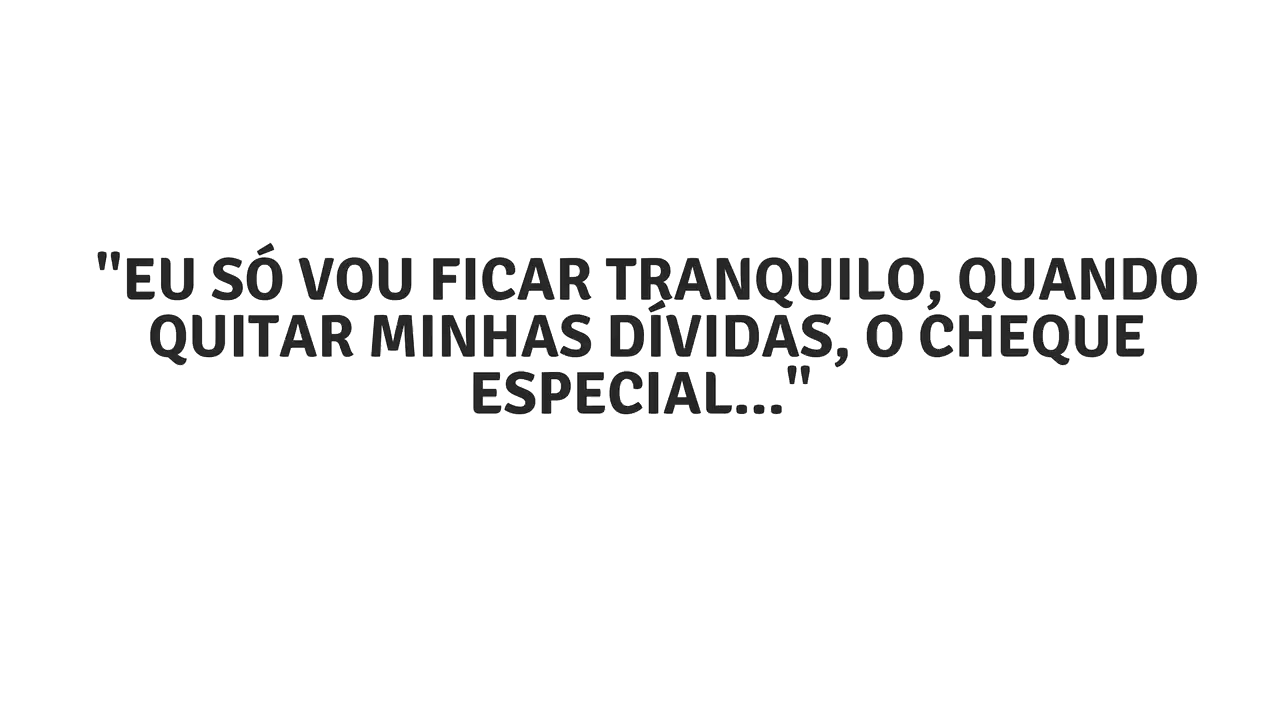 "EU SÓ VOU FICAR TRANQUILO, QUANDO
QUITAR MINHAS DÍVIDAS, O CHEQUE
ESPECIAL..."